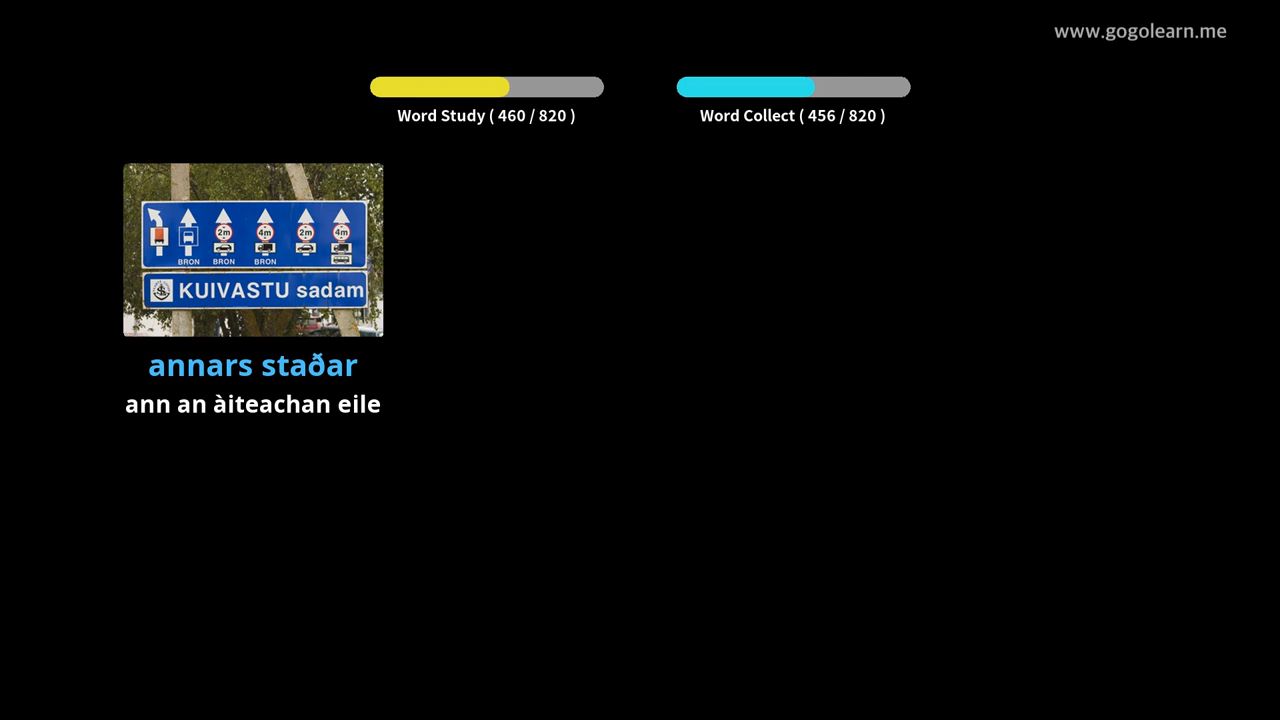 www.gogolearn.me
Word Study ( 460 / 820 )
Word Collect ( 456 / 820 )
2m 4m 2m 4m
BRON BRON BRON
KUIVASTU sadam
annars staðar
ann an àiteachan eile